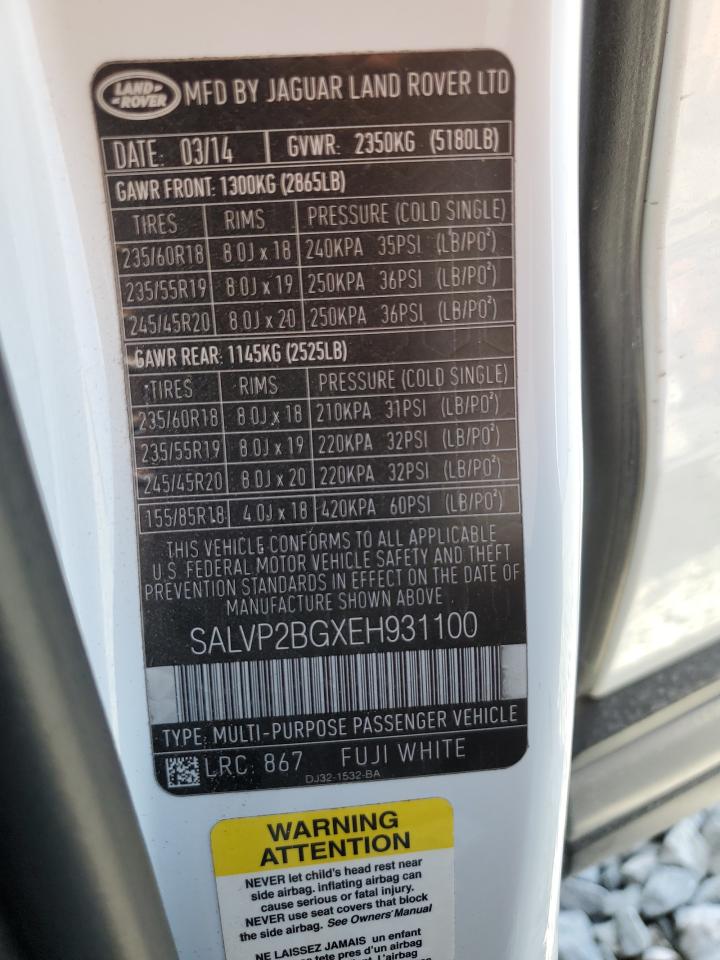 LAND-
-ROVER
MFD BY JAGUAR LAND ROVER LTD
DATE: 03/14 GVWR: 2350KG (5180LB)
GAWR FRONT: 1300KG (2865LB)
TIRES RIMS PRESSURE (COLD SINGLE)
235/60R18 8.0J x 18 240KPA 35PSI (LB/PO²)
235/55R19 8.0J x 19 250KPA 36PSI (LB/PO²)
245/45R20 8.0J x 20 250KPA 36PSI (LB/PO²)
GAWR REAR: 1145KG (2525LB)
TIRES RIMS PRESSURE (COLD SINGLE)
235/60R18 8.0J x 18 210KPA 31PSI (LB/PO²)
235/55R19 8.0J x 19 220KPA 32PSI (LB/PO²)
245/45R20 8.0J x 20 220KPA 32PSI (LB/PO²)
155/85R18 4.0J x 18 420KPA 60PSI (LB/PO²)
THIS VEHICLE CONFORMS TO ALL APPLICABLE
U.S. FEDERAL MOTOR VEHICLE SAFETY AND THEFT
PREVENTION STANDARDS IN EFFECT ON THE DATE OF
MANUFACTURE SHOWN ABOVE
SALVP2BGXEH931100
TYPE: MULTI-PURPOSE PASSENGER VEHICLE
LRC: 867 FUJI WHITE
DJ32-1532-BA
WARNING
ATTENTION
NEVER let child's head rest near
side airbag. inflating airbag can
cause serious or fatal injury.
NEVER use seat covers that block
the side airbag. See Owners' Manual
NE LAISSEZ JAMAIS un enfant
tete pres d'un airbag
L'airbag